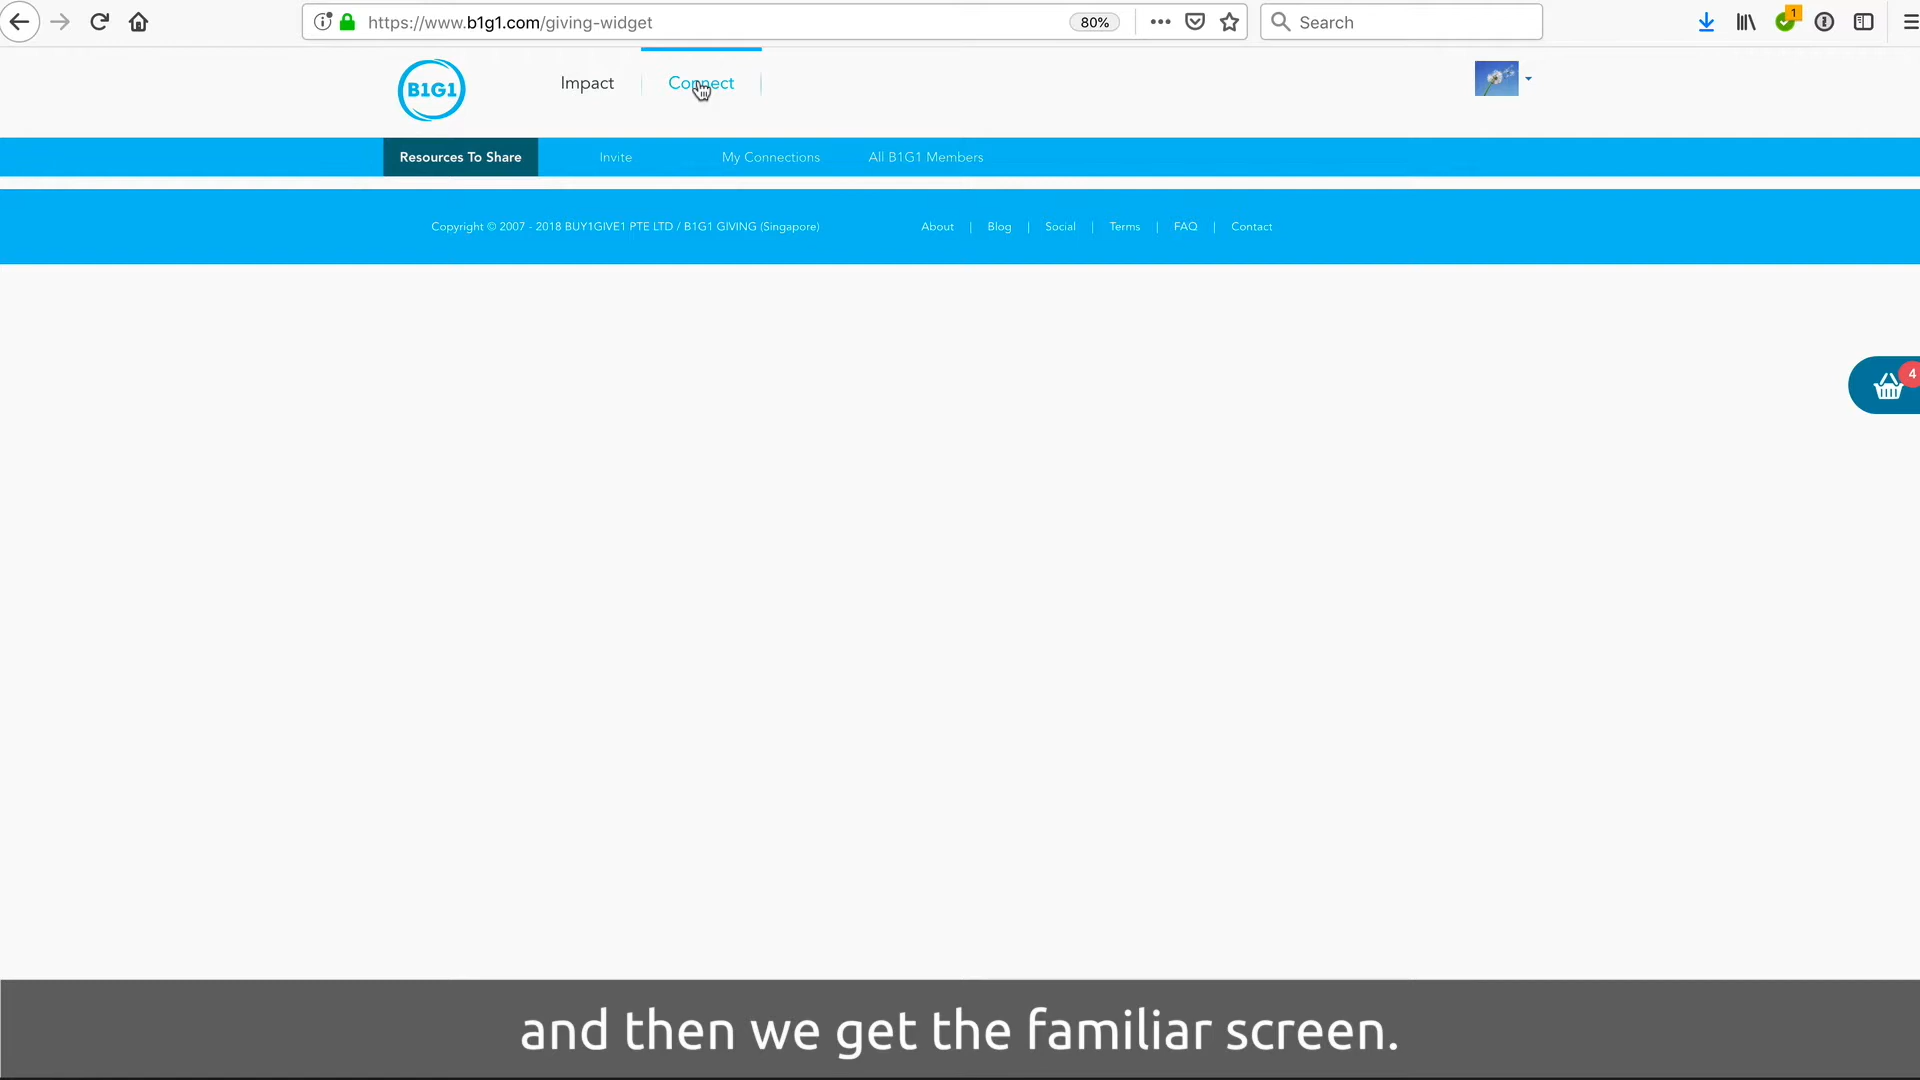 https://www.b1g1.com/giving-widget
80%
Search
1
B1G1
Impact
Connect
Resources To Share
Invite
My Connections
All B1G1 Members
Copyright © 2007 - 2018 BUY1GIVE1 PTE LTD / B1G1 GIVING (Singapore)
About | Blog | Social | Terms | FAQ | Contact
4
and then we get the familiar screen.